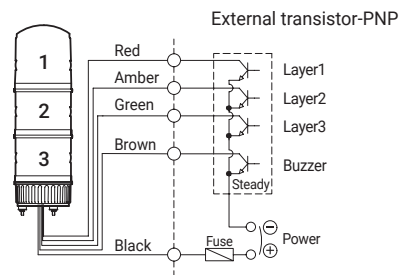 External transistor-PNP
Red
Amber
Green
Brown
Black
1
2
3
Layer1
Layer2
Layer3
Buzzer
Steady
Fuse
Power
⊖
⊕